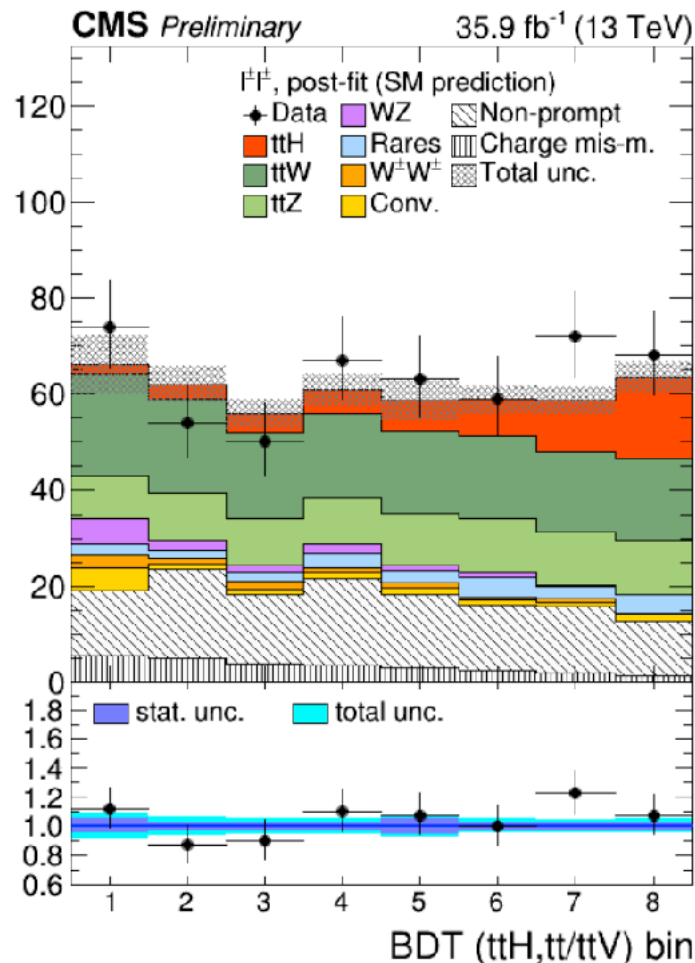 CMS Preliminary 35.9 fb⁻¹ (13 TeV)
l±l±, post-fit (SM prediction)
Data WZ Non-prompt
ttH Rares Charge mis-m.
ttW W±W± Total unc.
ttZ Conv.
120
100
80
60
40
20
0
stat. unc. total unc.
1.8
1.6
1.4
1.2
1.0
0.8
0.6
1 2 3 4 5 6 7 8
BDT (ttH,tt/ttV) bin